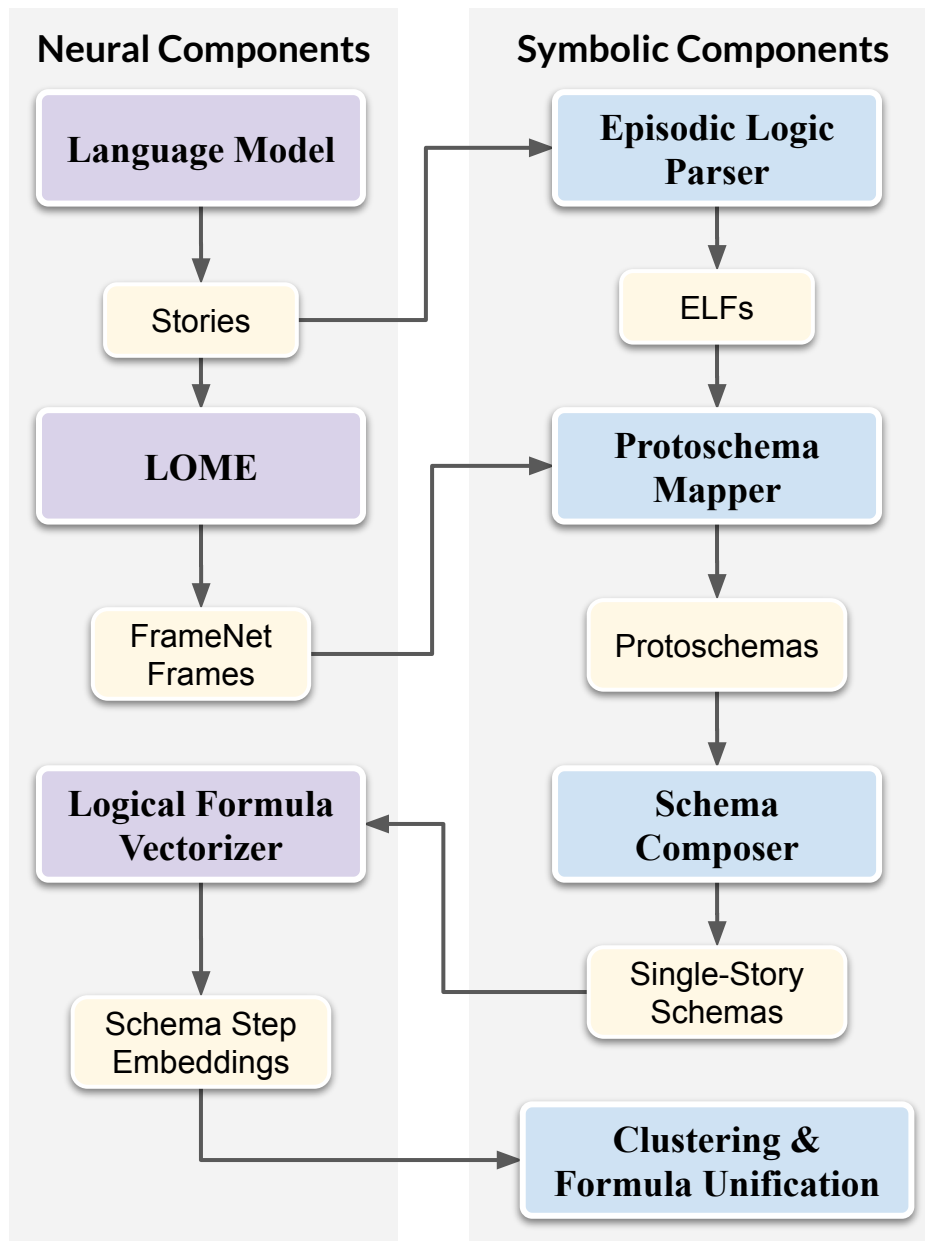 Neural Components
Language Model
Stories
LOME
FrameNet
Frames
Logical Formula
Vectorizer
Schema Step
Embeddings
Symbolic Components
Episodic Logic
Parser
ELFs
Protoschema
Mapper
Protoschemas
Schema
Composer
Single-Story
Schemas
Clustering &
Formula Unification